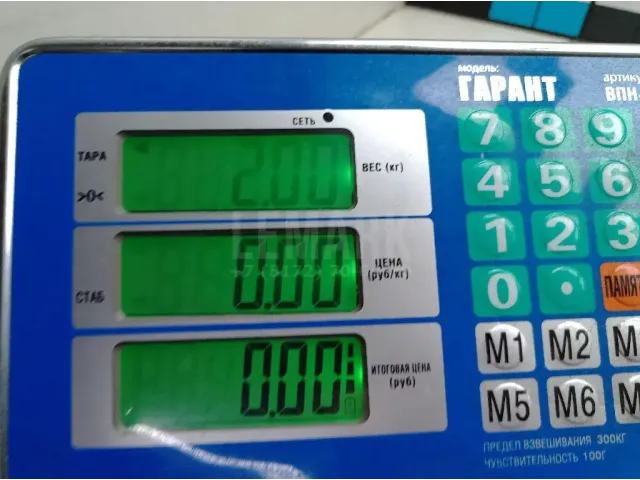 модель:
ГАРАНТ
артику
ВПН-
СЕТЬ
ТАРА
2.00
ВЕС (кг)
>0<
7 8 9
4 5 6
ЦЕНА
(руб/кг)
0.00
СТАБ
1 2 3
0 .
ПАМЯТ
0.00
ИТОГОВАЯ ЦЕНА
(руб)
M1 M2 M
M5 M6
ПРЕДЕЛ ВЗВЕШИВАНИЯ 300КГ
ЧУВСТВИТЕЛЬНОСТЬ 100Г
LEMARK